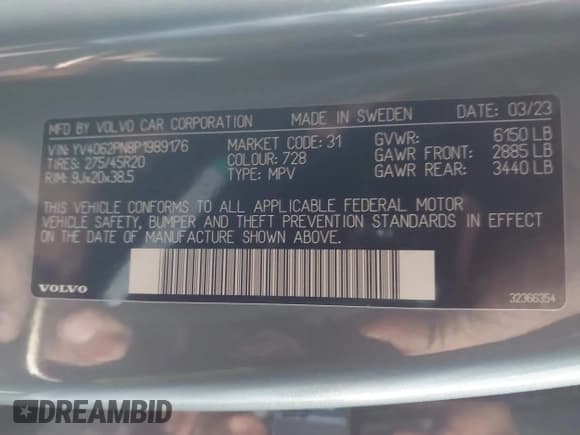 MFD BY VOLVO CAR CORPORATION MADE IN SWEDEN DATE: 03/23
VIN: YV4062PN8P1989176 MARKET CODE: 31 GVWR: 6150 LB
TIRES: 275/45R20 COLOUR: 728 GAWR FRONT: 2885 LB
RIM: 9Jx20x38.5 TYPE: MPV GAWR REAR: 3440 LB
THIS VEHICLE CONFORMS TO ALL APPLICABLE FEDERAL MOTOR
VEHICLE SAFETY, BUMPER AND THEFT PREVENTION STANDARDS IN EFFECT
ON THE DATE OF MANUFACTURE SHOWN ABOVE.
VOLVO 32366354
DREAMBID